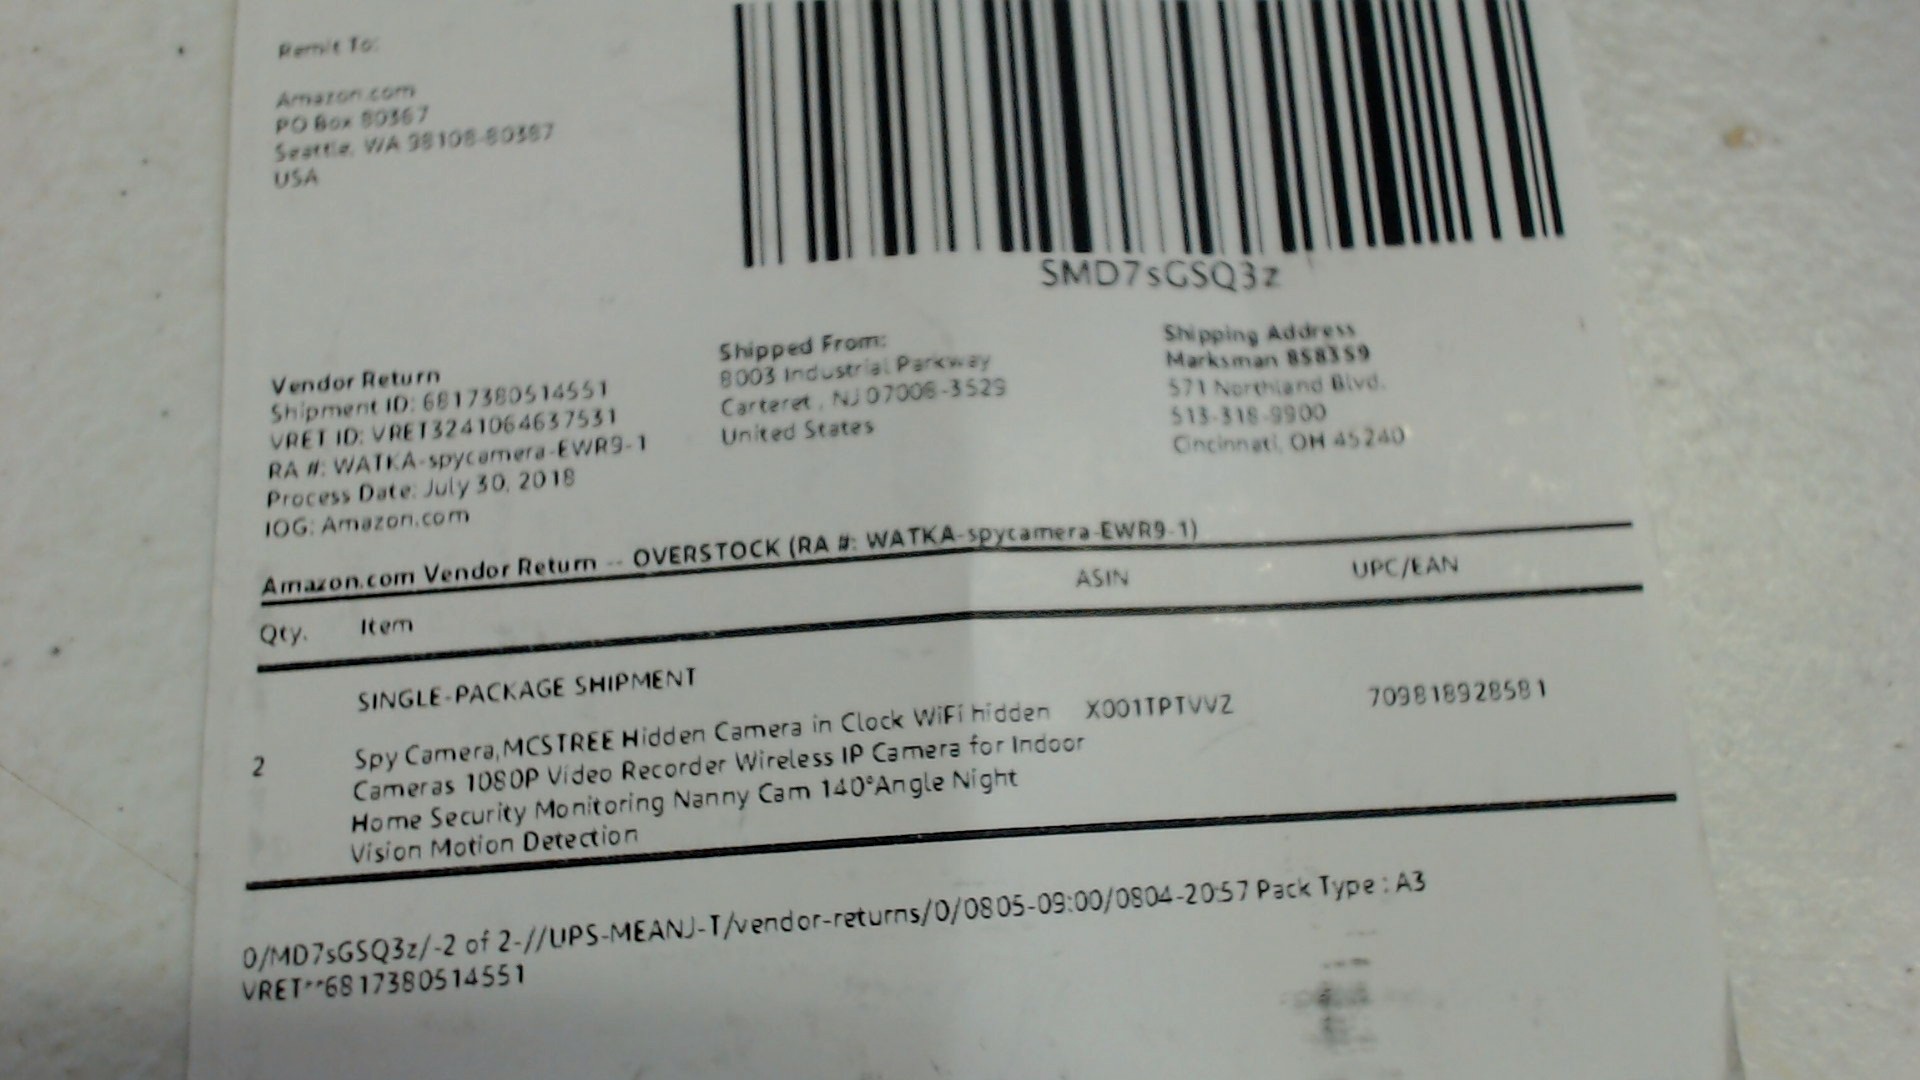 Remit To:
Amazon.com
PO Box 80387
Seattle, WA 98108-80387
USA
SMD7sGSQ3z
Vendor Return
Shipment ID: 6817380514551
VRET ID: VRET3241064637531
RA #: WATKA-spycamera-EWR9-1
Process Date: July 30, 2018
IOG: Amazon.com
Shipped From:
8003 Industrial Parkway
Carteret , NJ 07008-3529
United States
Shipping Address
Marksman 858359
571 Northland Blvd.
513-318-9900
Cincinnati, OH 45240
Amazon.com Vendor Return -- OVERSTOCK (RA #: WATKA-spycamera-EWR9-1)
Qty. Item ASIN UPC/EAN
SINGLE-PACKAGE SHIPMENT
2 Spy Camera,MCSTREE Hidden Camera in Clock WiFi hidden X001TPTVVZ 709818928581
Cameras 1080P Video Recorder Wireless IP Camera for Indoor
Home Security Monitoring Nanny Cam 140°Angle Night
Vision Motion Detection
0/MD7sGSQ3z/-2 of 2-//UPS-MEANJ-T/vendor-returns/0/0805-09:00/0804-20:57 Pack Type : A3
VRET**6817380514551